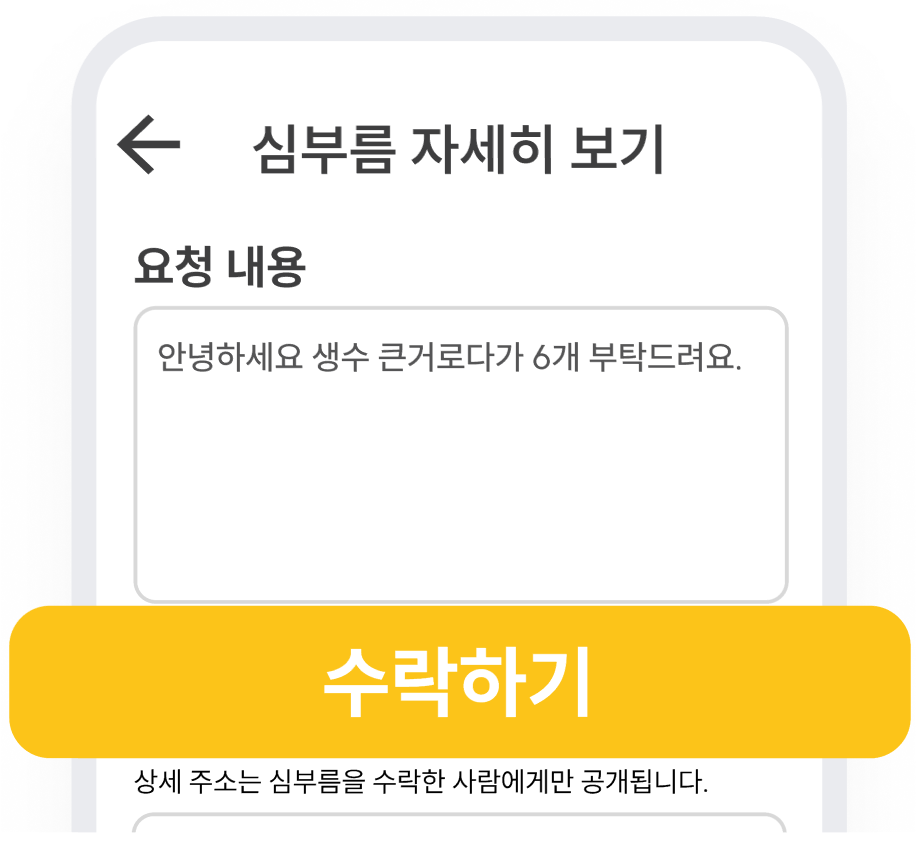 심부름 자세히 보기
요청 내용
안녕하세요 생수 큰거로다가 6개 부탁드려요.
수락하기
상세 주소는 심부름을 수락한 사람에게만 공개됩니다.